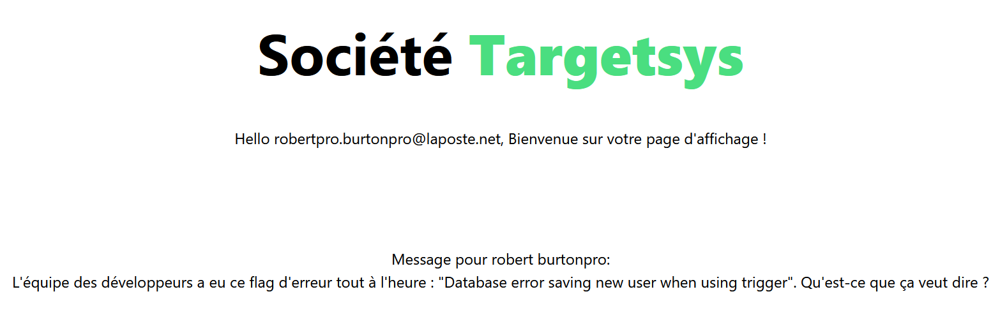 Société Targetsys
Hello robertpro.burtonpro@laposte.net, Bienvenue sur votre page d'affichage !
Message pour robert burtonpro:
L'équipe des développeurs a eu ce flag d'erreur tout à l'heure : "Database error saving new user when using trigger". Qu'est-ce que ça veut dire ?